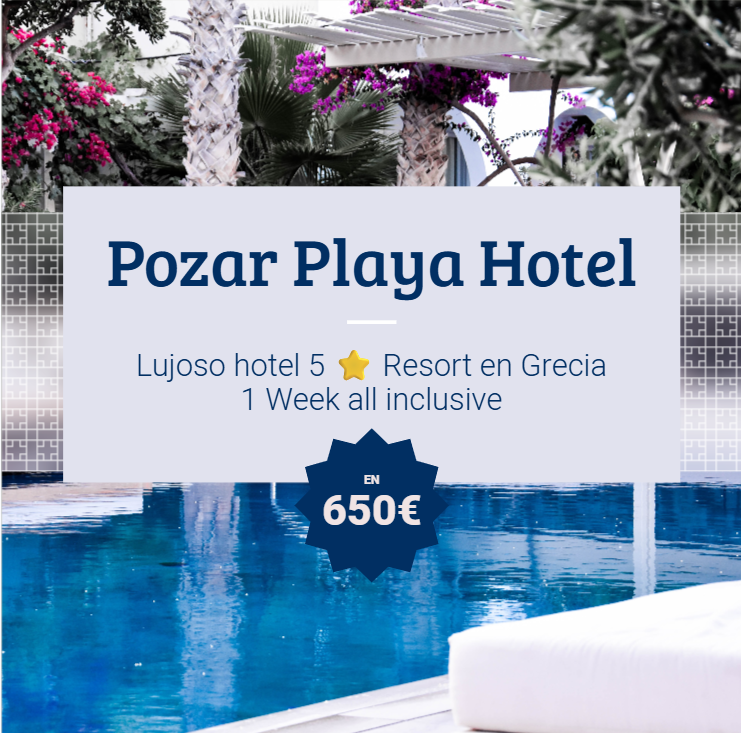 Pozar Playa Hotel
Lujoso hotel 5 ⭐ Resort en Grecia
1 Week all inclusive
EN
650€